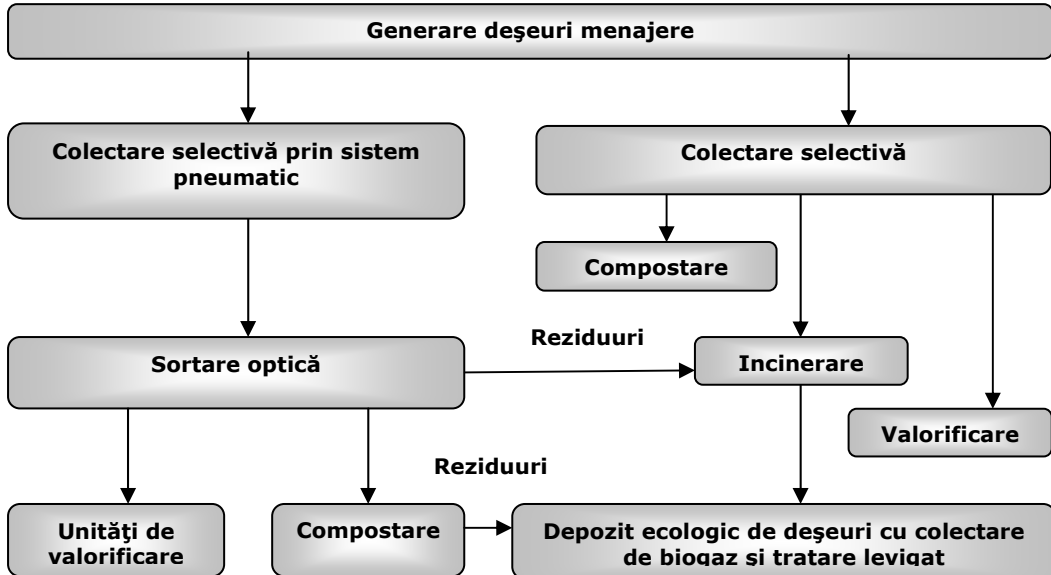 Generare deşeuri menajere
Colectare selectivă prin sistem
pneumatic
Colectare selectivă
Compostare
Reziduuri
Sortare optică
Incinerare
Valorificare
Reziduuri
Unităţi de
valorificare
Compostare
Depozit ecologic de deşeuri cu colectare
de biogaz şi tratare levigat